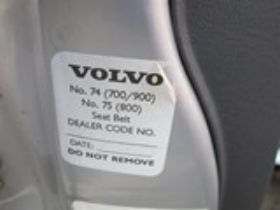 VOLVO
No. 74 (700/900)
No. 75 (800)
Seat Belt
DEALER CODE NO.
DATE:
DO NOT REMOVE